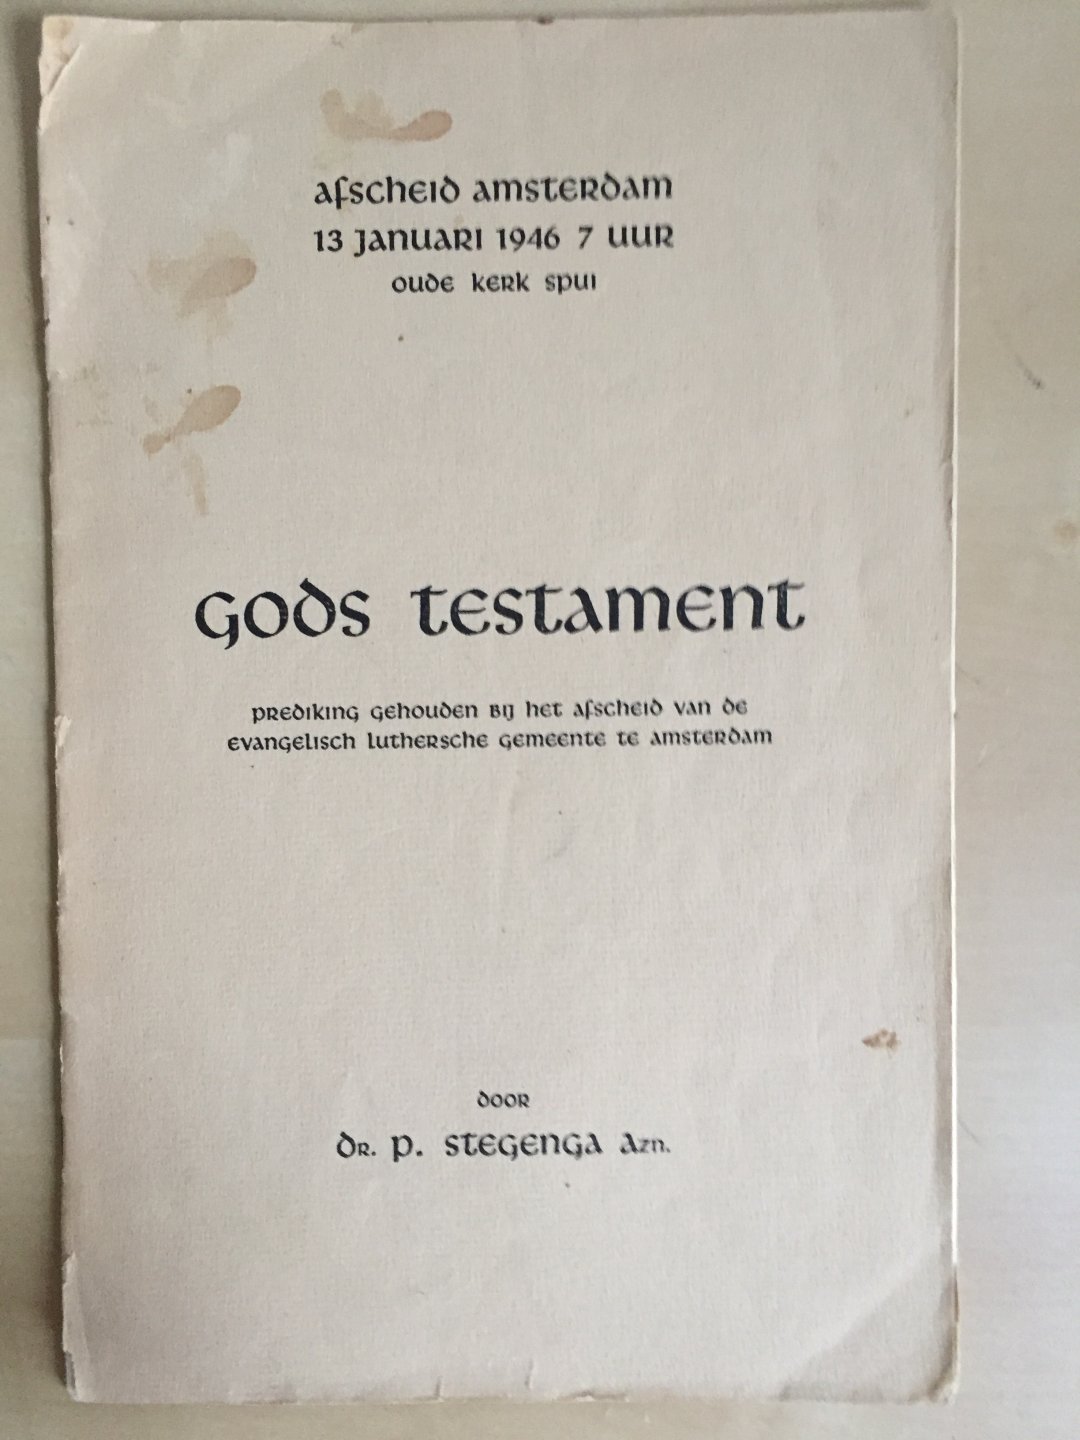 afscheid amsterdam
13 januari 1946 7 uur
oude kerk spui
gods testament
prediking gehouden bij het afscheid van de
evangelisch luthersche gemeente te amsterdam
door
dr. p. stegenga azn.